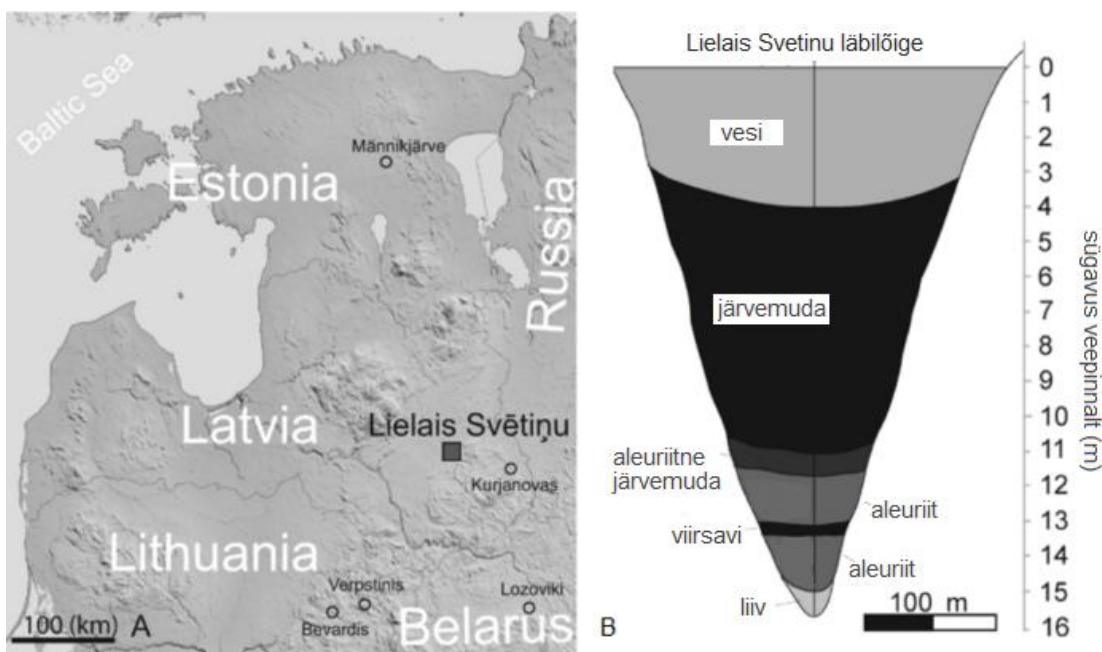 Baltic Sea
Männikjärve
Estonia
Russia
Latvia
Lielais Svētiņu
Kurjanovas
Lithuania
Verpstinis
Lozoviki
Bevardis
Belarus
100 (km)
A
Lielais Svetinu läbilõige
vesi
järvemuda
aleuriitne
järvemuda
aleuriit
viirsavi
aleuriit
liiv
B
100 m
0
1
2
3
4
5
6
7
8
9
10
11
12
13
14
15
16
sügavus veepinnalt (m)